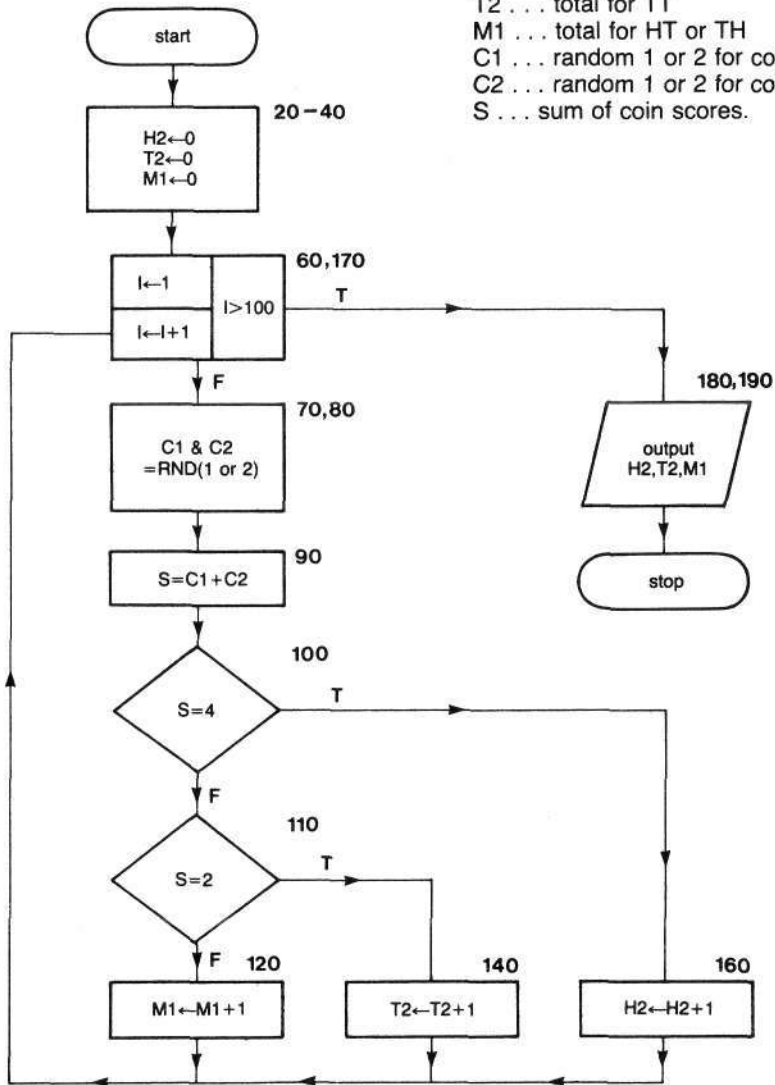 start
T2 . . . total for TT
M1 . . . total for HT or TH
C1 . . . random 1 or 2 for
C2 . . . random 1 or 2 for
S . . . sum of coin scores.
20–40
H2←0
T2←0
M1←0
60,170
I←1
I>100
T
I←I+1
F
70,80
C1 & C2
=RND(1 or 2)
180,190
output
H2,T2,M1
90
S=C1+C2
stop
100
S=4
T
F
110
S=2
T
F
120
M1←M1+1
140
T2←T2+1
160
H2←H2+1